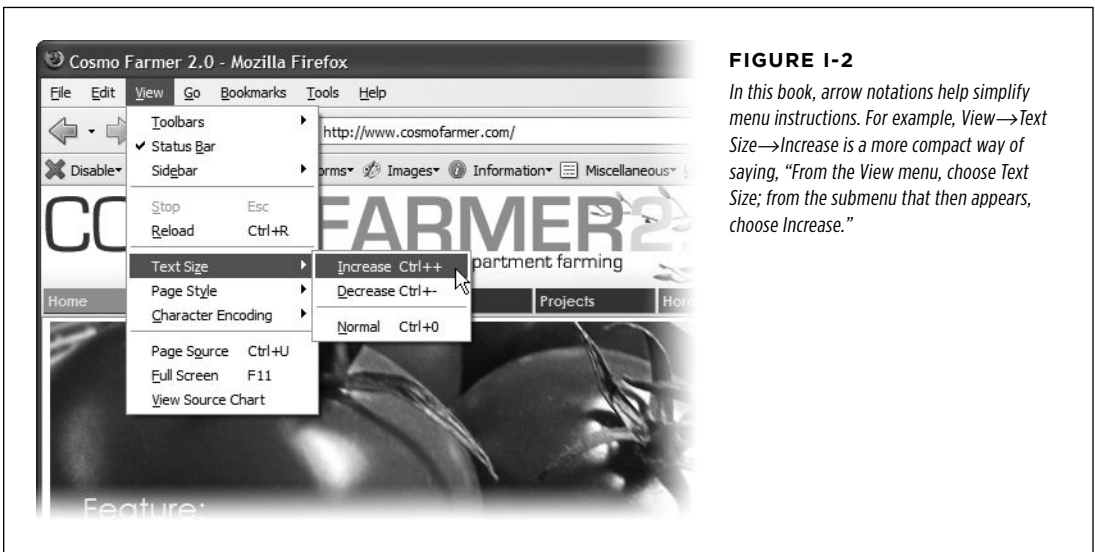 Cosmo Farmer 2.0 - Mozilla Firefox
File Edit View Go Bookmarks Tools Help
Toolbars
http://www.cosmofarmer.com/
Status Bar
Disable
Images Information Miscellaneous
Sidebar
Stop Esc
Reload Ctrl+R
FARMER2
partment farming
Text Size
Increase Ctrl++
Page Style
Decrease Ctrl+-
Home
Projects
Character Encoding
Normal Ctrl+0
Page Source Ctrl+U
Full Screen F11
View Source Chart
Feature:
FIGURE I-2
In this book, arrow notations help simplify
menu instructions. For example, View→Text
Size→Increase is a more compact way of
saying, “From the View menu, choose Text
Size; from the submenu that then appears,
choose Increase.”